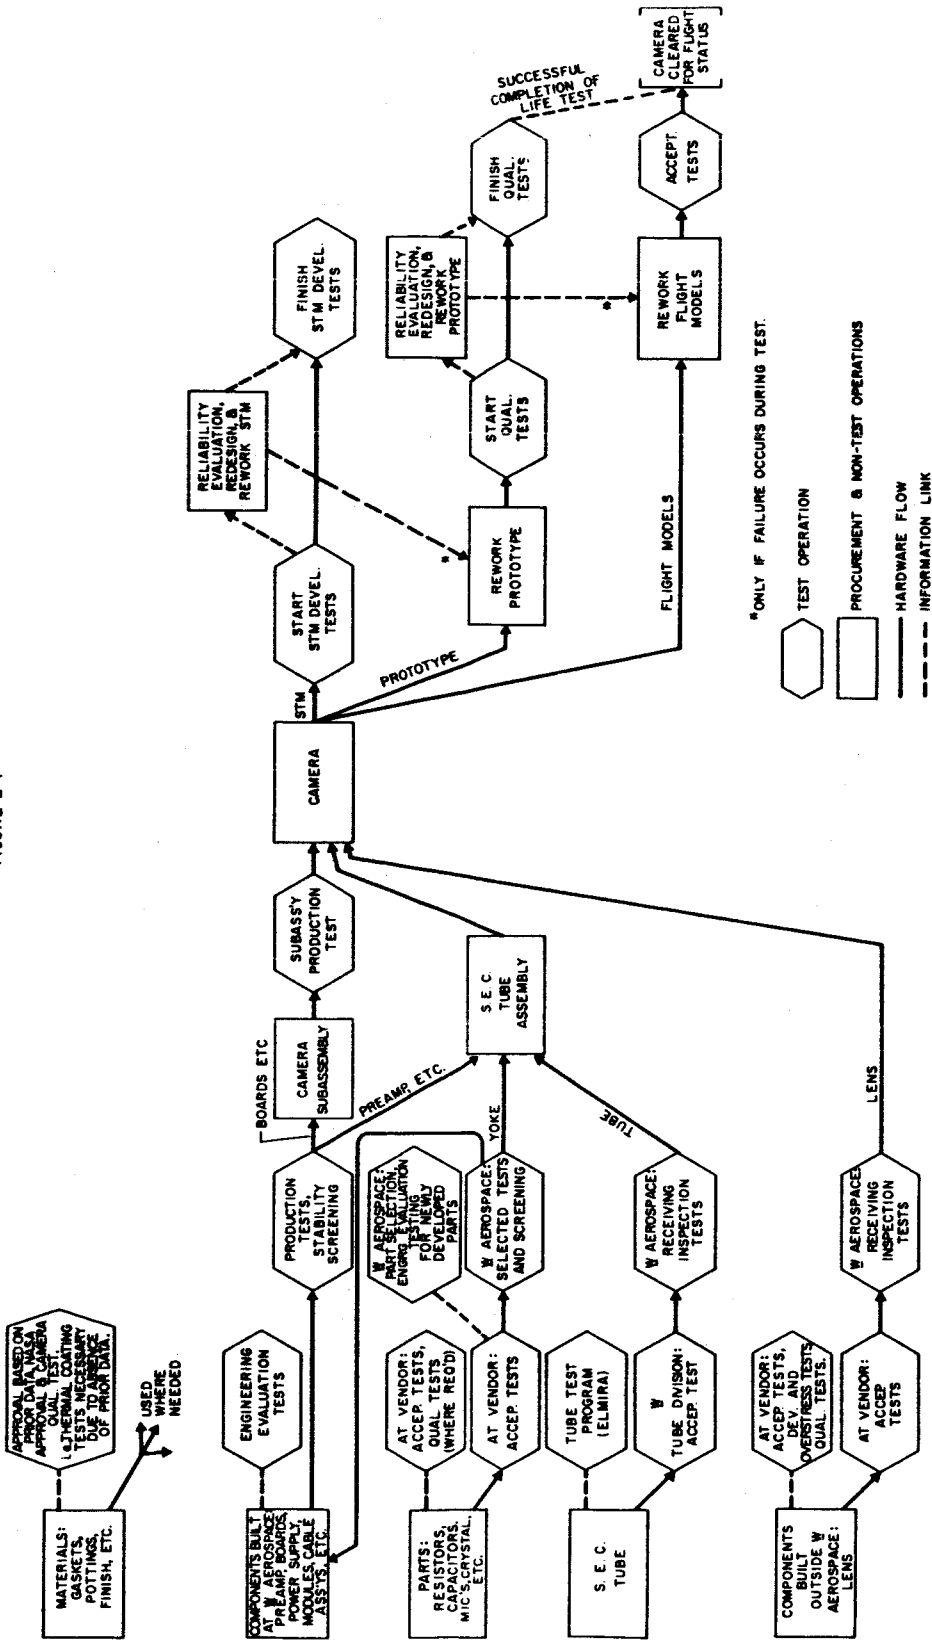 MATERIALS:
GASKETS,
POTTINGS,
FINISH, ETC.
APPROVAL BASED ON
PRIOR DATA, NASA
APPROVAL & CAMERA
QUAL TEST.
i.e. THERMAL COATING
TESTS NECESSARY
DUE TO ABSENCE
OF PRIOR DATA.
USED
WHERE
NEEDED
COMPONENTS BUILT
AT W AEROSPACE:
PREAMP, BOARDS,
POWER SUPPLY,
MODULES, CABLE
ASS'YS, ETC.
ENGINEERING
EVALUATION
TESTS
PRODUCTION
TESTS,
STABILITY
SCREENING
BOARDS ETC
CAMERA
SUBASSEMBLY
SUBASS'Y
PRODUCTION
TEST
CAMERA
STM
START
STM DEVEL.
TESTS
RELIABILITY
EVALUATION,
REDESIGN, &
REWORK STM
FINISH
STM DEVEL.
TESTS
PARTS:
RESISTORS,
CAPACITORS,
MIC'S, CRYSTAL,
ETC.
AT VENDOR:
ACCEP. TESTS,
QUAL TESTS
(WHERE REQ'D)
AT VENDOR:
ACCEP. TESTS
W AEROSPACE:
PART SELECTION,
ENGRG EVALUATION
TESTING
FOR NEWLY
DEVELOPED
PARTS
W AEROSPACE:
SELECTED TESTS
AND SCREENING
PREAMP, ETC.
YOKE
TUBE
S. E. C.
TUBE
ASSEMBLY
PROTOTYPE
REWORK
PROTOTYPE
*
START
QUAL.
TESTS
RELIABILITY
EVALUATION,
REDESIGN, &
REWORK
PROTOTYPE
FINISH
QUAL.
TESTS
SUCCESSFUL
COMPLETION OF
LIFE TEST
S. E. C.
TUBE
TUBE TEST
PROGRAM
(ELMIRA)
W
TUBE DIVISION:
ACCEP. TEST
W AEROSPACE:
RECEIVING
INSPECTION
TESTS
FLIGHT MODELS
*
REWORK
FLIGHT
MODELS
ACCEPT.
TESTS
CAMERA
CLEARED
FOR FLIGHT
STATUS
COMPONENTS
BUILT
OUTSIDE W
AEROSPACE:
LENS
AT VENDOR:
ACCEP. TESTS,
DEV. AND
OVERSTRESS TESTS,
QUAL. TESTS.
AT VENDOR:
ACCEP
TESTS
W AEROSPACE:
RECEIVING
INSPECTION
TESTS
LENS
*ONLY IF FAILURE OCCURS DURING TEST.
TEST OPERATION
PROCUREMENT & NON-TEST OPERATIONS
HARDWARE FLOW
INFORMATION LINK